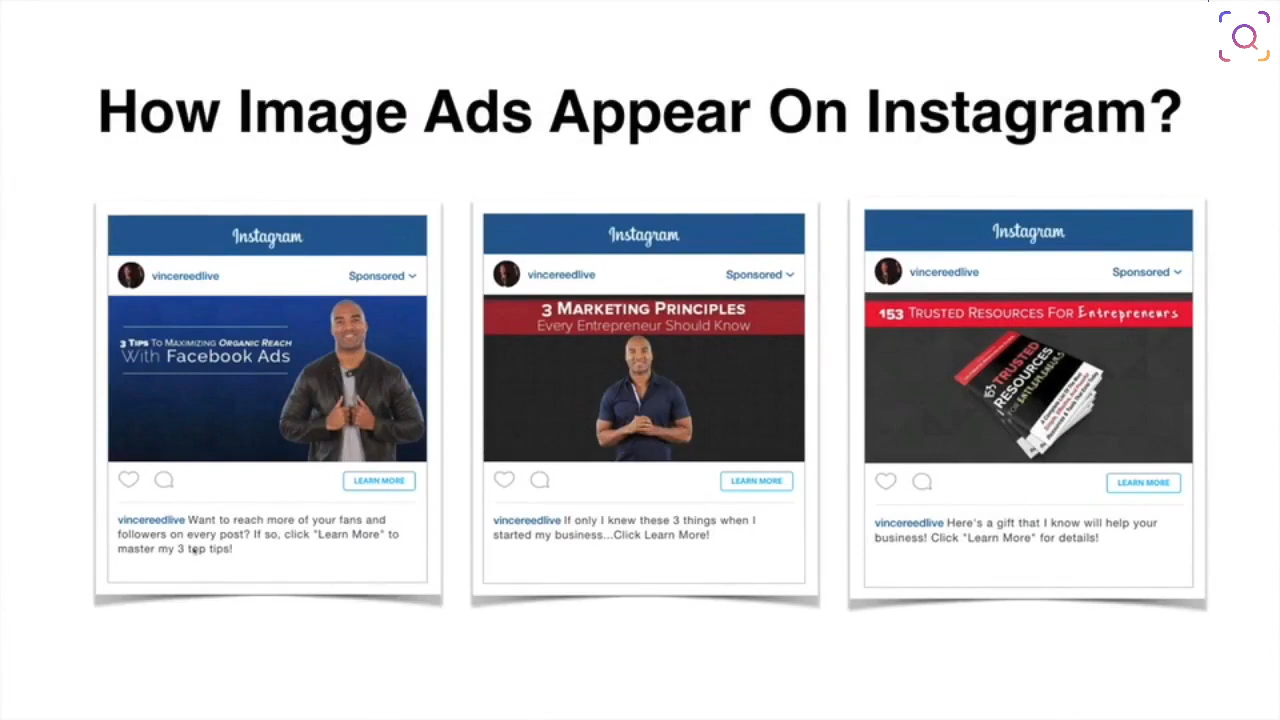 How Image Ads Appear On Instagram?
Instagram
vincereedlive Sponsored
3 TIPS TO MAXIMIZING ORGANIC REACH
With Facebook Ads
LEARN MORE
vincereedlive Want to reach more of your fans and
followers on every post? If so, click "Learn More" to
master my 3 top tips!
Instagram
vincereedlive Sponsored
3 MARKETING PRINCIPLES
Every Entrepreneur Should Know
LEARN MORE
vincereedlive If only I knew these 3 things when I
started my business...Click Learn More!
Instagram
vincereedlive Sponsored
153 TRUSTED RESOURCES FOR Entrepreneurs
153 TRUSTED
RESOURCES
FOR ENTREPRENEURS
LEARN MORE
vincereedlive Here's a gift that I know will help your
business! Click "Learn More" for details!